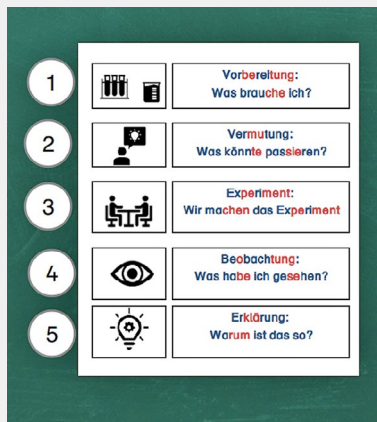 1
Vorbereitung:
Was brauche ich?
2
Vermutung:
Was könnte passieren?
3
Experiment:
Wir machen das Experiment
4
Beobachtung:
Was habe ich gesehen?
5
Erklärung:
Warum ist das so?